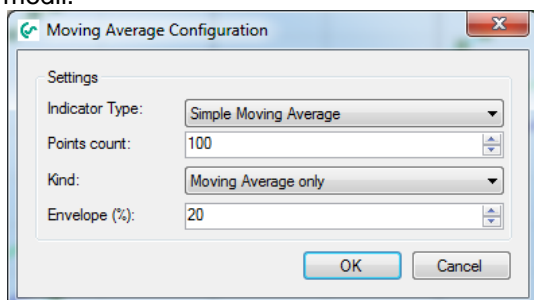 Moving Average Configuration
Settings
Indicator Type: Simple Moving Average
Points count: 100
Kind: Moving Average only
Envelope (%): 20
OK Cancel